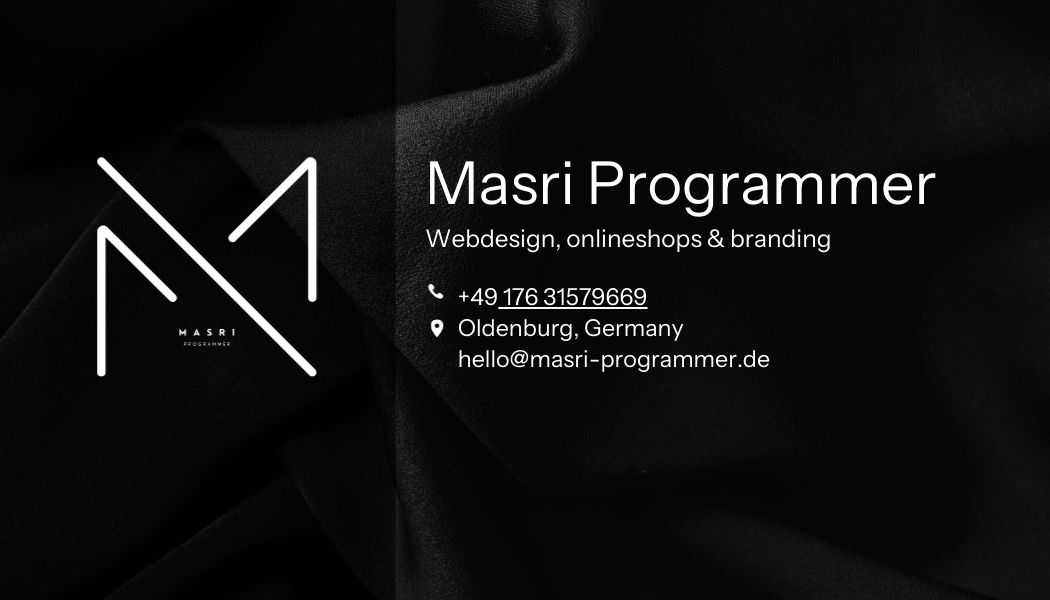 MASRI
PROGRAMMER
Masri Programmer
Webdesign, onlineshops & branding
+49 176 31579669
Oldenburg, Germany
hello@masri-programmer.de